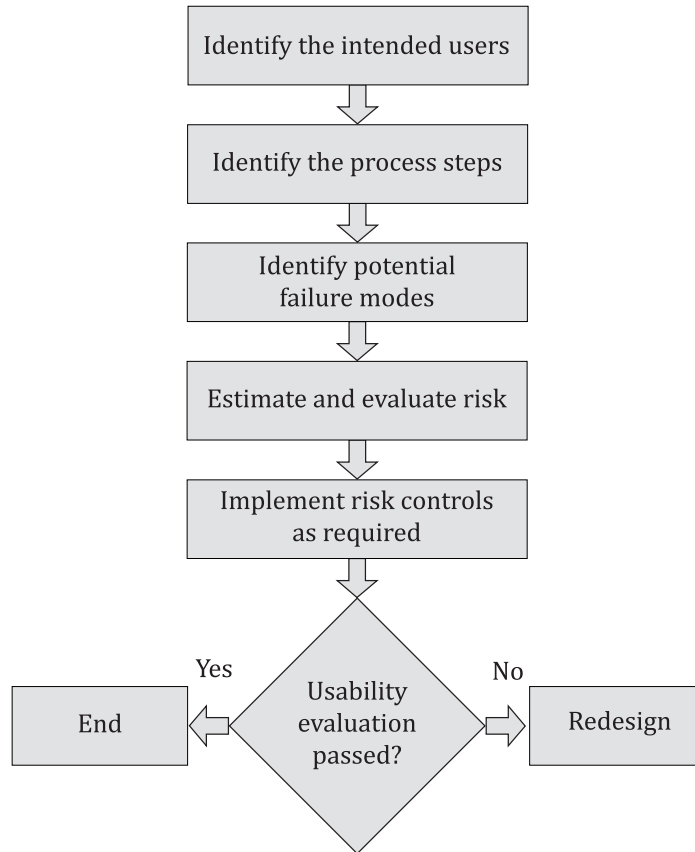 Identify the intended users
Identify the process steps
Identify potential
failure modes
Estimate and evaluate risk
Implement risk controls
as required
Yes
No
Usability
evaluation
passed?
End
Redesign